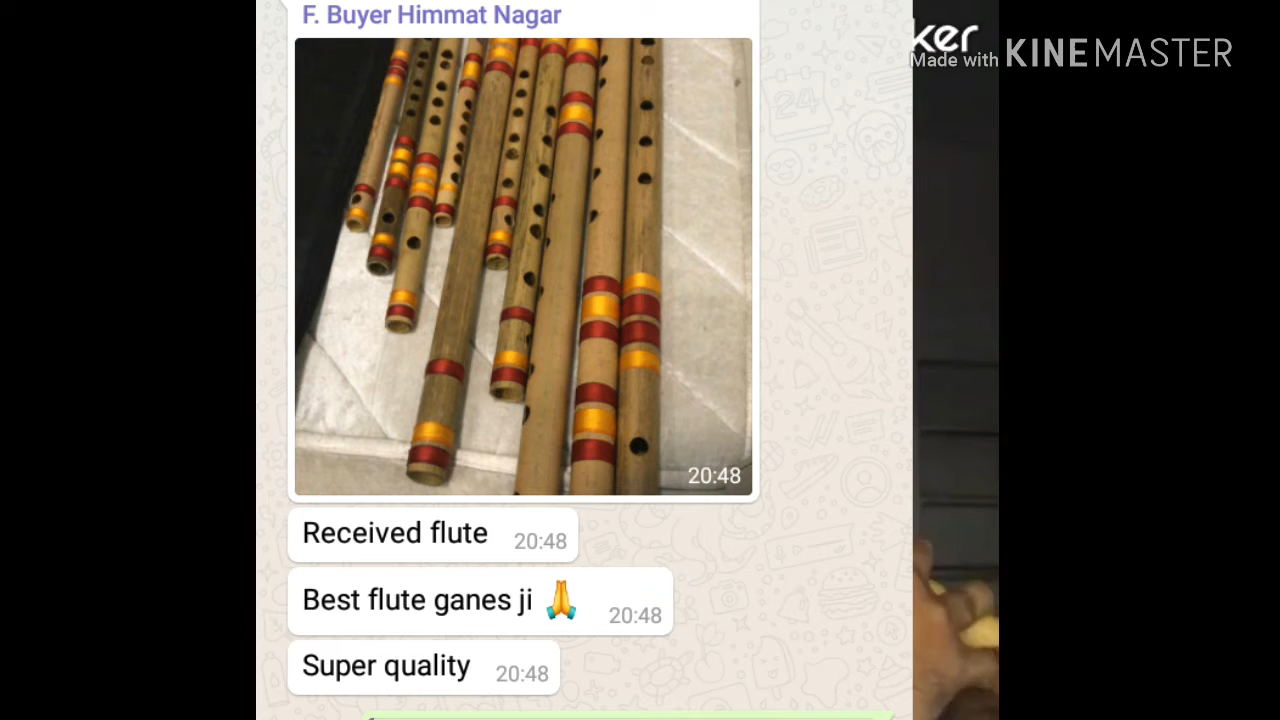 F. Buyer Himmat Nagar
ker
Made with KINEMASTER
20:48
Received flute 20:48
Best flute ganes ji 🙏 20:48
Super quality 20:48